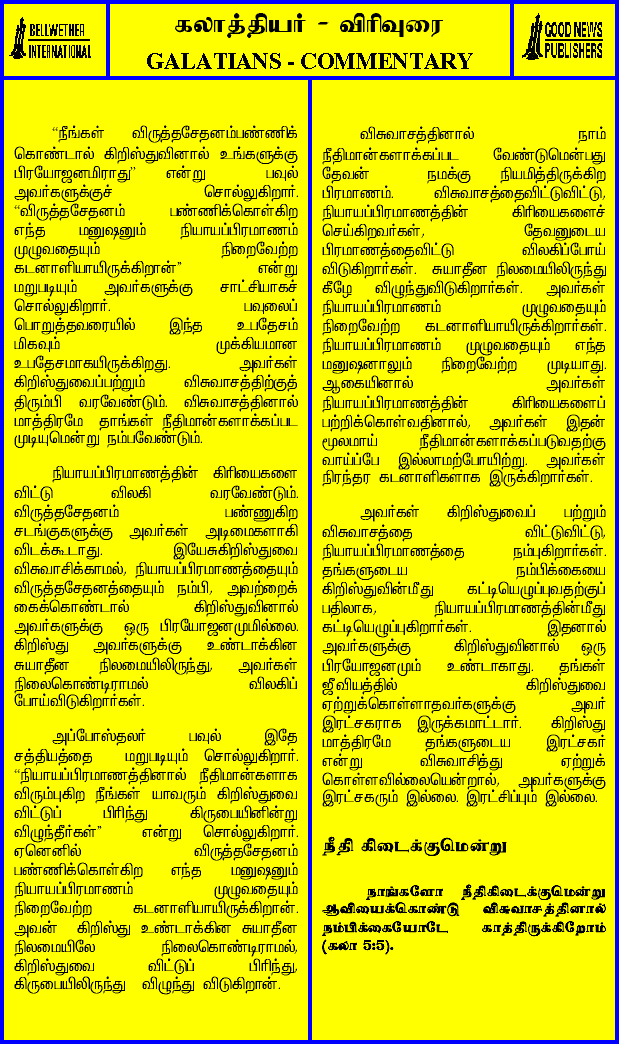 BELLWETHER
INTERNATIONAL
கலாத்தியர் - விரிவுரை
GALATIANS - COMMENTARY
GOOD NEWS
PUBLISHERS
“நீங்கள் விருத்தசேதனம்பண்ணிக்
கொண்டால் கிறிஸ்துவினால் உங்களுக்கு
பிரயோஜனமிராது” என்று பவுல்
அவர்களுக்குச் சொல்லுகிறார்.
“விருத்தசேதனம் பண்ணிக்கொள்கிற
எந்த மனுஷனும் நியாயப்பிரமாணம்
முழுவதையும் நிறைவேற்ற
கடனாளியாயிருக்கிறான்” என்று
மறுபடியும் அவர்களுக்கு சாட்சியாகச்
சொல்லுகிறார். பவுலைப்
பொறுத்தவரையில் இந்த உபதேசம்
மிகவும் முக்கியமான
உபதேசமாகயிருக்கிறது. அவர்கள்
கிறிஸ்துவைப்பற்றும் விசுவாசத்திற்குத்
திரும்பி வரவேண்டும். விசுவாசத்தினால்
மாத்திரமே தாங்கள் நீதிமான்களாக்கப்பட
முடியுமென்று நம்பவேண்டும்.
நியாயப்பிரமாணத்தின் கிரியைகளை
விட்டு விலகி வரவேண்டும்.
விருத்தசேதனம் பண்ணுகிற
சடங்குகளுக்கு அவர்கள் அடிமைகளாகி
விடக்கூடாது. இயேசுகிறிஸ்துவை
விசுவாசிக்காமல், நியாயப்பிரமாணத்தையும்
விருத்தசேதனத்தையும் நம்பி, அவற்றைக்
கைக்கொண்டால் கிறிஸ்துவினால்
அவர்களுக்கு ஒரு பிரயோஜனமுமில்லை.
கிறிஸ்து அவர்களுக்கு உண்டாக்கின
சுயாதீன நிலமையிலிருந்து, அவர்கள்
நிலைகொண்டிராமல் விலகிப்
போய்விடுகிறார்கள்.
அப்போஸ்தலர் பவுல் இதே
சத்தியத்தை மறுபடியும் சொல்லுகிறார்.
“நியாயப்பிரமாணத்தினால் நீதிமான்களாக
விரும்புகிற நீங்கள் யாவரும் கிறிஸ்துவை
விட்டுப் பிரிந்து கிருபையினின்று
விழுந்தீர்கள்” என்று சொல்லுகிறார்.
ஏனெனில் விருத்தசேதனம்
பண்ணிக்கொள்கிற எந்த மனுஷனும்
நியாயப்பிரமாணம் முழுவதையும்
நிறைவேற்ற கடனாளியாயிருக்கிறான்.
அவன் கிறிஸ்து உண்டாக்கின சுயாதீன
நிலமையிலே நிலைகொண்டிராமல்,
கிறிஸ்துவை விட்டுப் பிரிந்து,
கிருபையிலிருந்து விழுந்து விடுகிறான்.
விசுவாசத்தினால் நாம்
நீதிமான்களாக்கப்பட வேண்டுமென்பது
தேவன் நமக்கு நியமித்திருக்கிற
பிரமாணம். விசுவாசத்தைவிட்டுவிட்டு,
நியாயப்பிரமாணத்தின் கிரியைகளைச்
செய்கிறவர்கள், தேவனுடைய
பிரமாணத்தைவிட்டு விலகிப்போய்
விடுகிறார்கள். சுயாதீன நிலமையிலிருந்து
கீழே விழுந்துவிடுகிறார்கள். அவர்கள்
நியாயப்பிரமாணம் முழுவதையும்
நிறைவேற்ற கடனாளியாயிருக்கிறார்கள்.
நியாயப்பிரமாணம் முழுவதையும் எந்த
மனுஷனாலும் நிறைவேற்ற முடியாது.
ஆகையினால் அவர்கள்
நியாயப்பிரமாணத்தின் கிரியைகளைப்
பற்றிக்கொள்வதினால், அவர்கள் இதன்
மூலமாய் நீதிமான்களாக்கப்படுவதற்கு
வாய்ப்பே இல்லாமற்போயிற்று. அவர்கள்
நிரந்தர கடனாளிகளாக இருக்கிறார்கள்.
அவர்கள் கிறிஸ்துவைப் பற்றும்
விசுவாசத்தை விட்டுவிட்டு,
நியாயப்பிரமாணத்தை நம்புகிறார்கள்.
தங்களுடைய நம்பிக்கையை
கிறிஸ்துவின்மீது கட்டியெழுப்புவதற்குப்
பதிலாக, நியாயப்பிரமாணத்தின்மீது
கட்டியெழுப்புகிறார்கள். இதனால்
அவர்களுக்கு கிறிஸ்துவினால் ஒரு
பிரயோஜனமும் உண்டாகாது. தங்கள்
ஜீவியத்தில் கிறிஸ்துவை
ஏற்றுக்கொள்ளாதவர்களுக்கு அவர்
இரட்சகராக இருக்கமாட்டார். கிறிஸ்து
மாத்திரமே தங்களுடைய இரட்சகர்
என்று விசுவாசித்து ஏற்றுக்
கொள்ளவில்லையென்றால், அவர்களுக்கு
இரட்சகரும் இல்லை. இரட்சிப்பும் இல்லை.
நீதி கிடைக்குமென்று
நாங்களோ நீதிகிடைக்குமென்று
ஆவியைக்கொண்டு விசுவாசத்தினால்
நம்பிக்கையோடே காத்திருக்கிறோம்
(கலா 5:5).